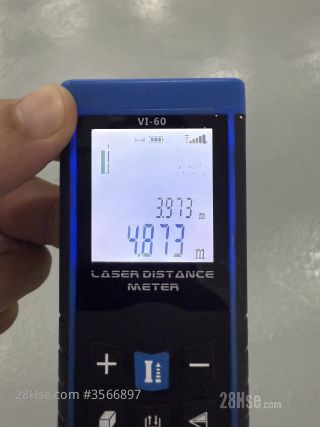 VI-60
3.973 m
4.873 m
LASER DISTANCE
METER
28Hse.com #3566897
28Hse.com